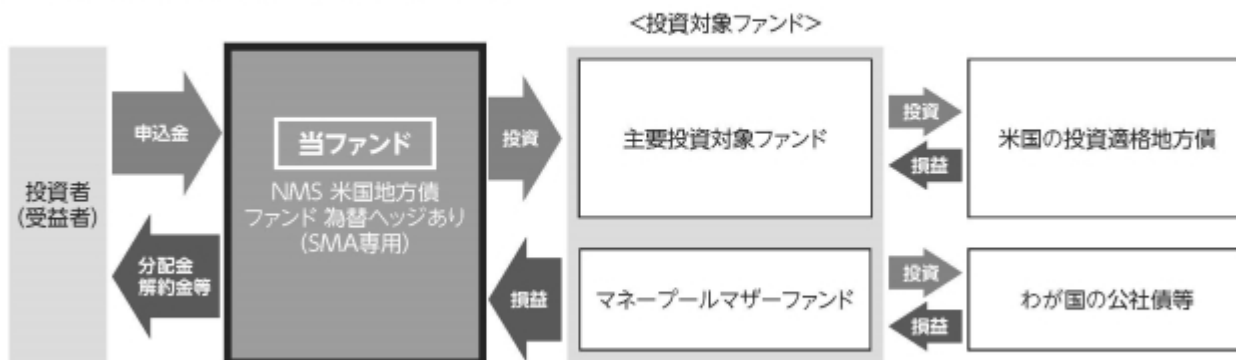 <投資対象ファンド>
投資者
(受益者)
申込金
分配金
解約金等
当ファンド
NMS 米国地方債
ファンド 為替ヘッジあり
(SMA専用)
投資
損益
主要投資対象ファンド
マネープールマザーファンド
投資
損益
投資
損益
米国の投資適格地方債
わが国の公社債等